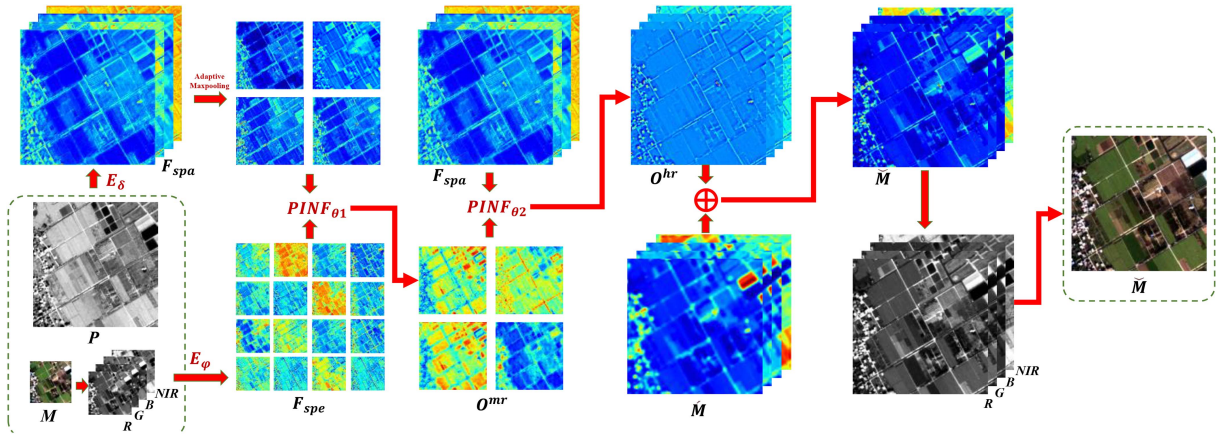 Adaptive
Maxpooling
F_spa
E_δ
F_spa
O^hr
M̆
PINF_θ1
PINF_θ2
P
M̆
E_φ
M
R
G
B
NIR
F_spe
O^mr
Ḿ
R
G
B
NIR